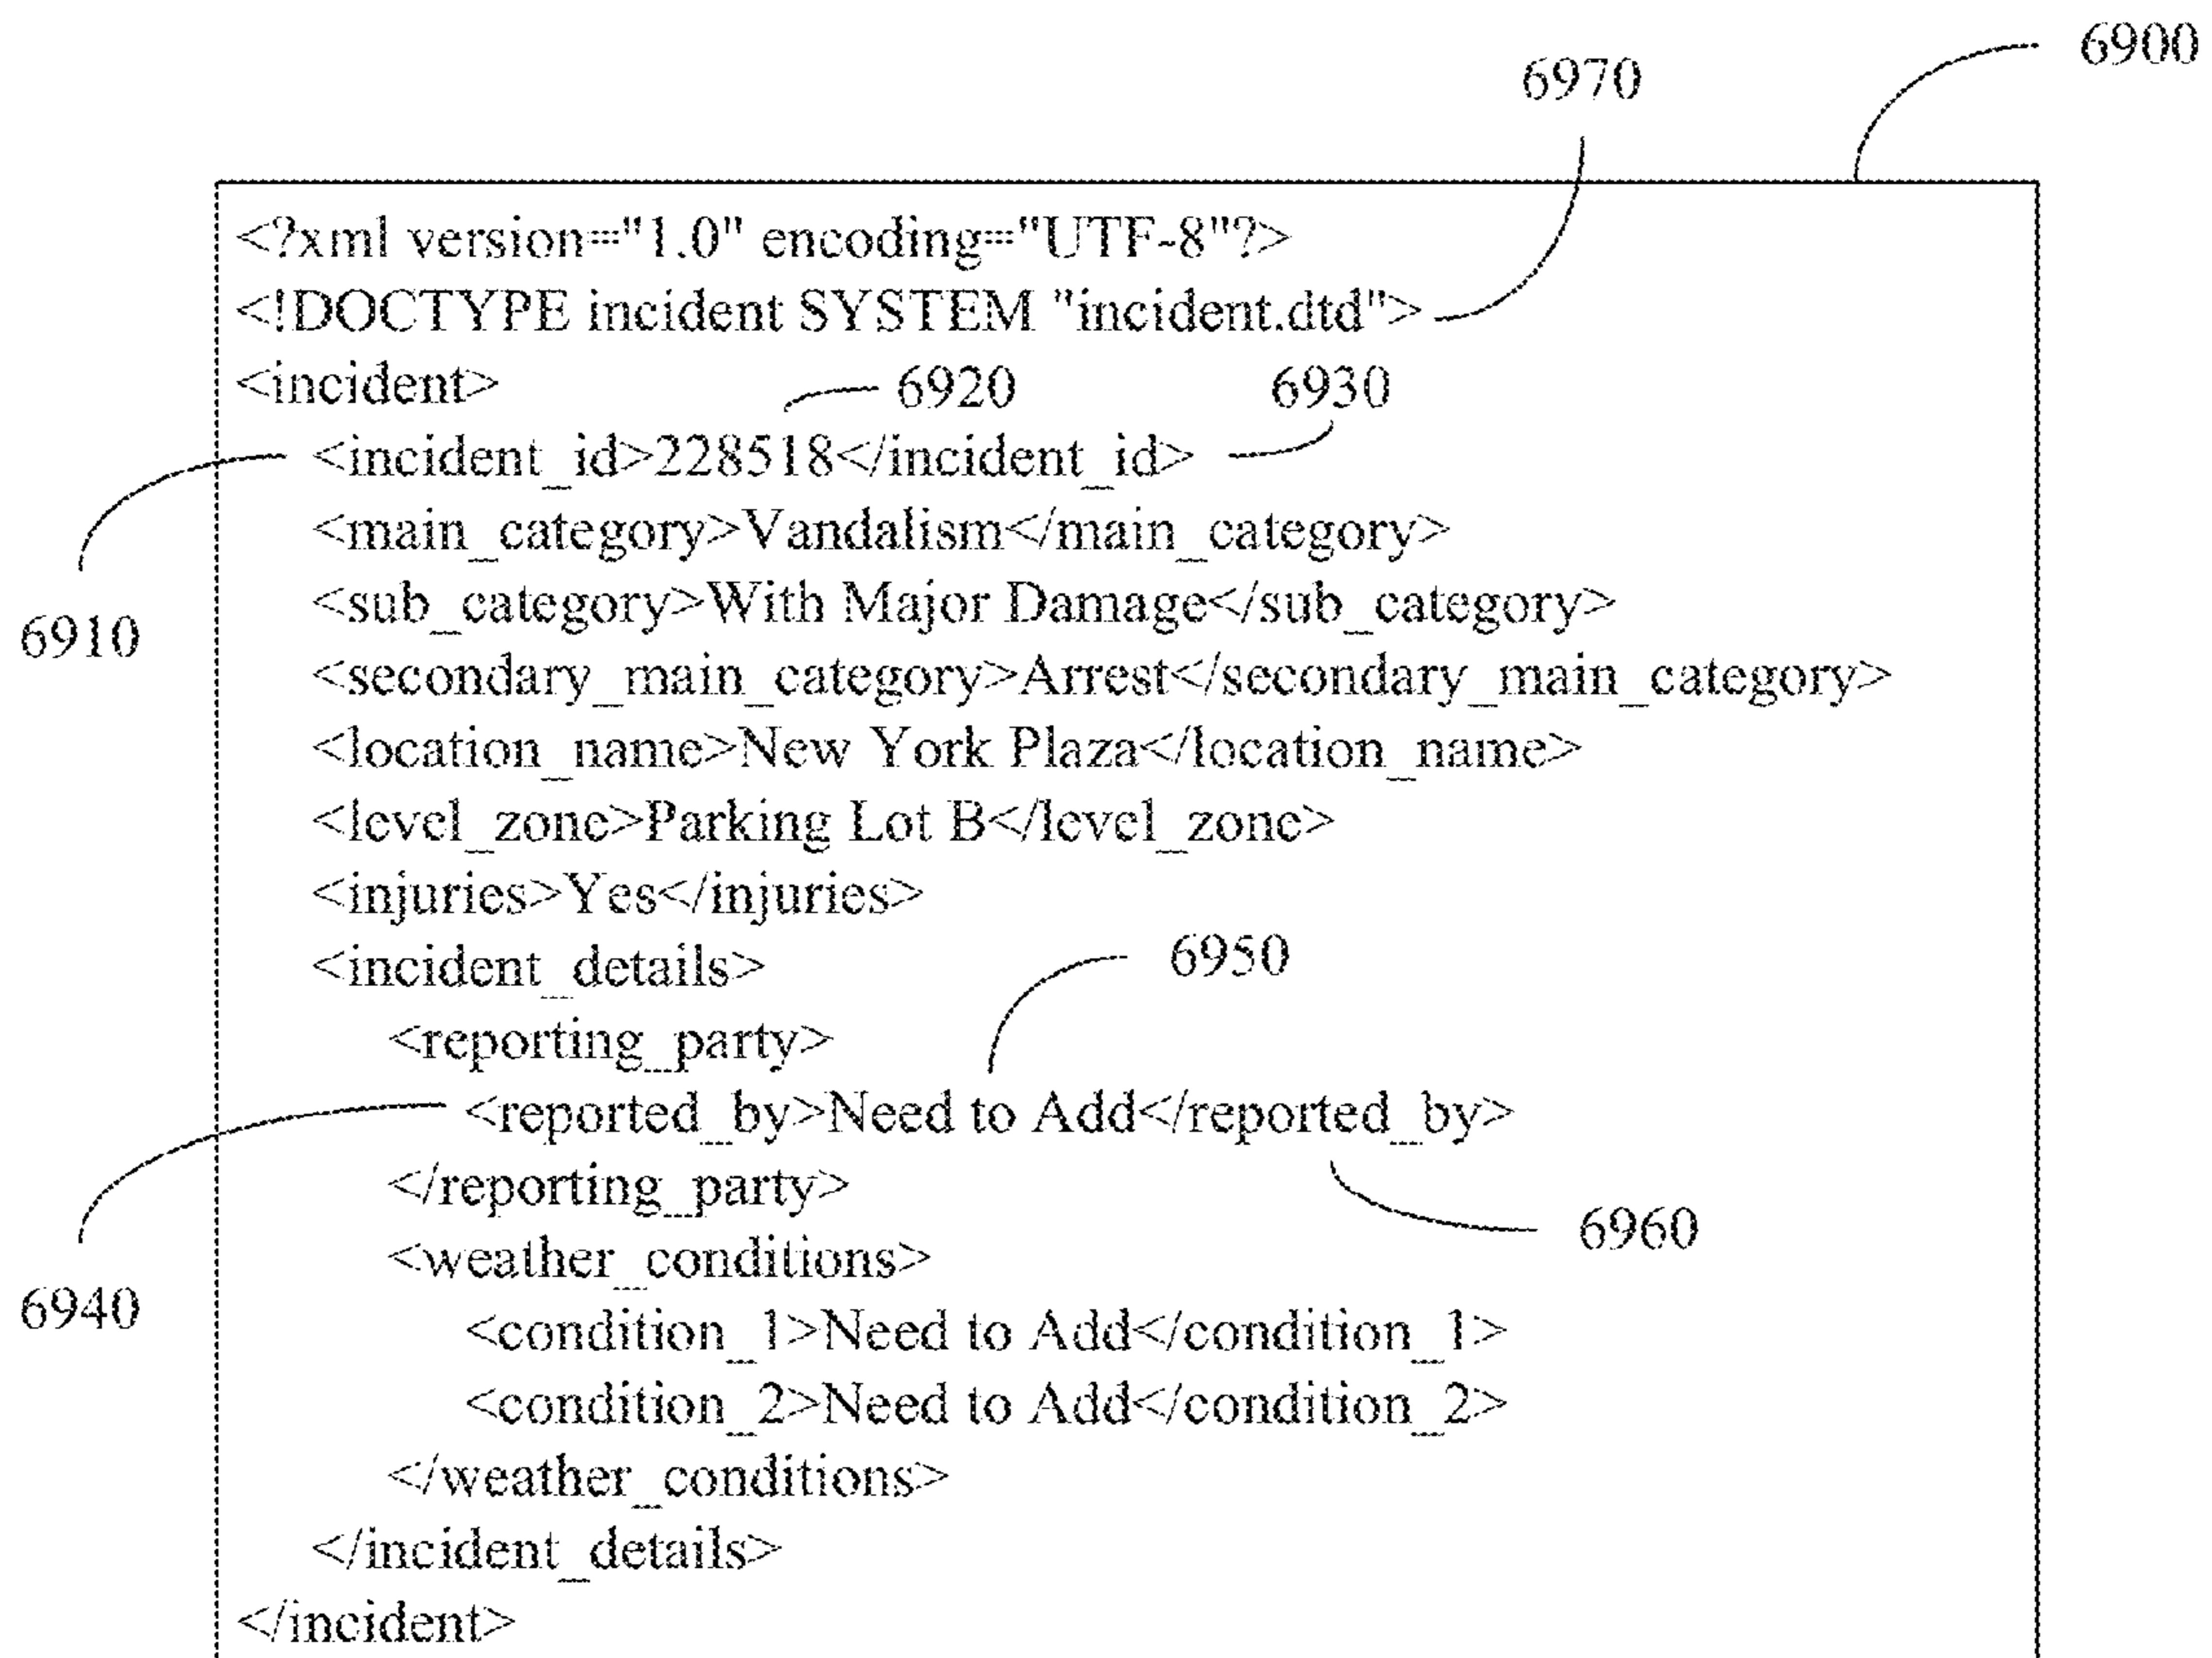 6900
6970
<?xml version="1.0" encoding="UTF-8"?>
<!DOCTYPE incident SYSTEM "incident.dtd">
<incident>
6920
6930
<incident_id>228518</incident_id>
<main_category>Vandalism</main_category>
<sub_category>With Major Damage</sub_category>
6910
<secondary_main_category>Arrest</secondary_main_category>
<location_name>New York Plaza</location_name>
<level_zone>Parking Lot B</level_zone>
<injuries>Yes</injuries>
<incident_details>
6950
<reporting_party>
<reported_by>Need to Add</reported_by>
</reporting_party>
6960
<weather_conditions>
6940
<condition_1>Need to Add</condition_1>
<condition_2>Need to Add</condition_2>
</weather_conditions>
</incident_details>
</incident>